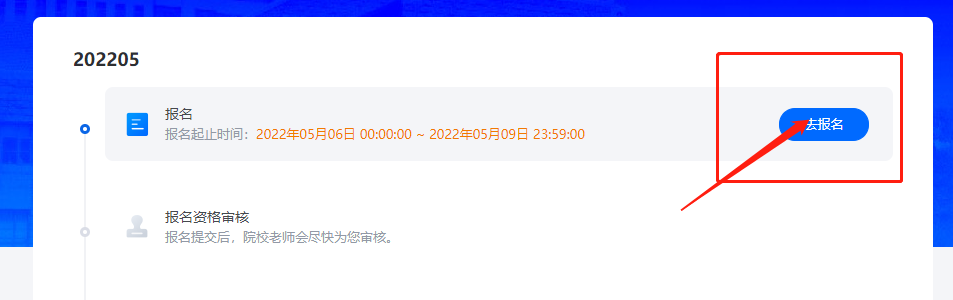 202205
报名
报名起止时间：2022年05月06日 00:00:00 ~ 2022年05月09日 23:59:00
去报名
报名资格审核
报名提交后，院校老师会尽快为您审核。